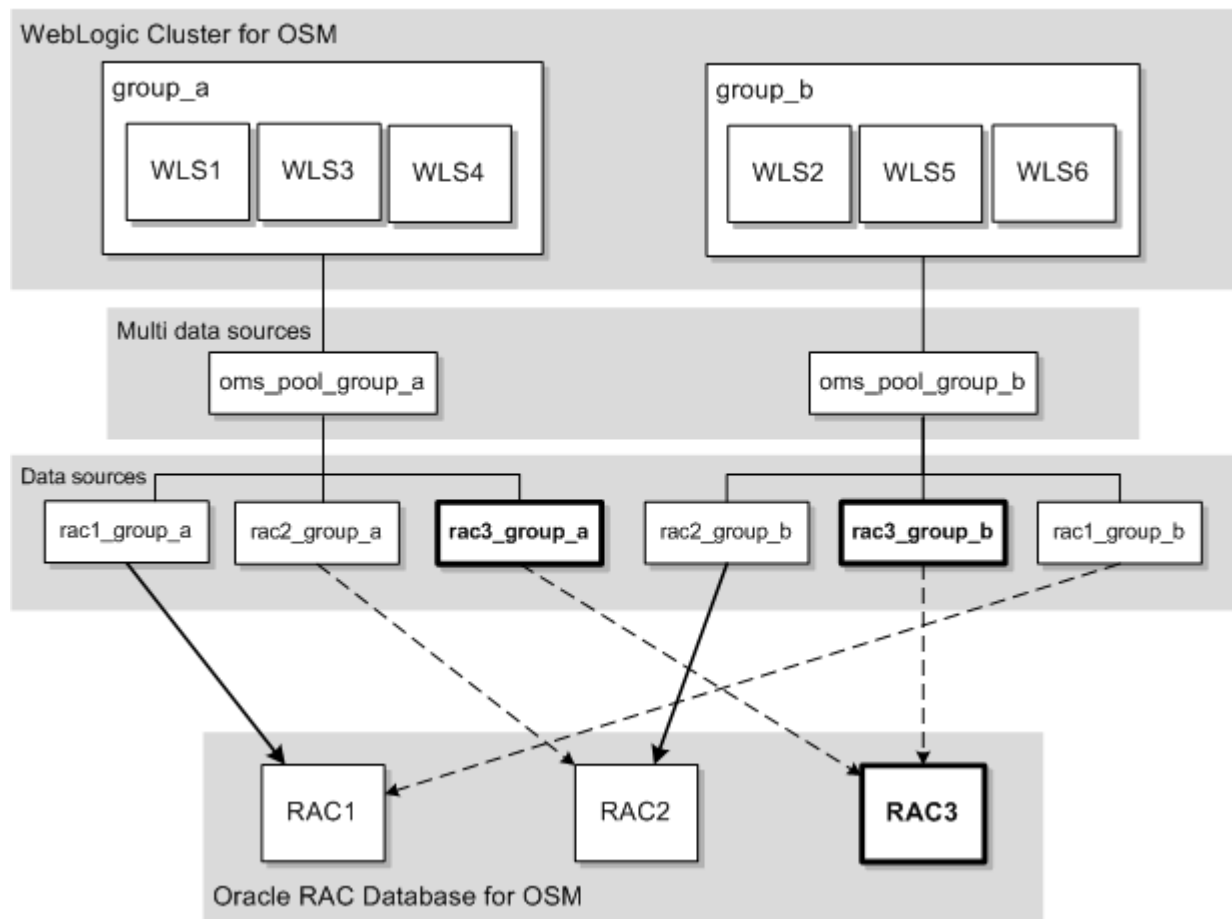 WebLogic Cluster for OSM
group_a
WLS1
WLS3
WLS4
group_b
WLS2
WLS5
WLS6
Multi data sources
oms_pool_group_a
oms_pool_group_b
Data sources
rac1_group_a
rac2_group_a
rac3_group_a
rac2_group_b
rac3_group_b
rac1_group_b
RAC1
RAC2
RAC3
Oracle RAC Database for OSM